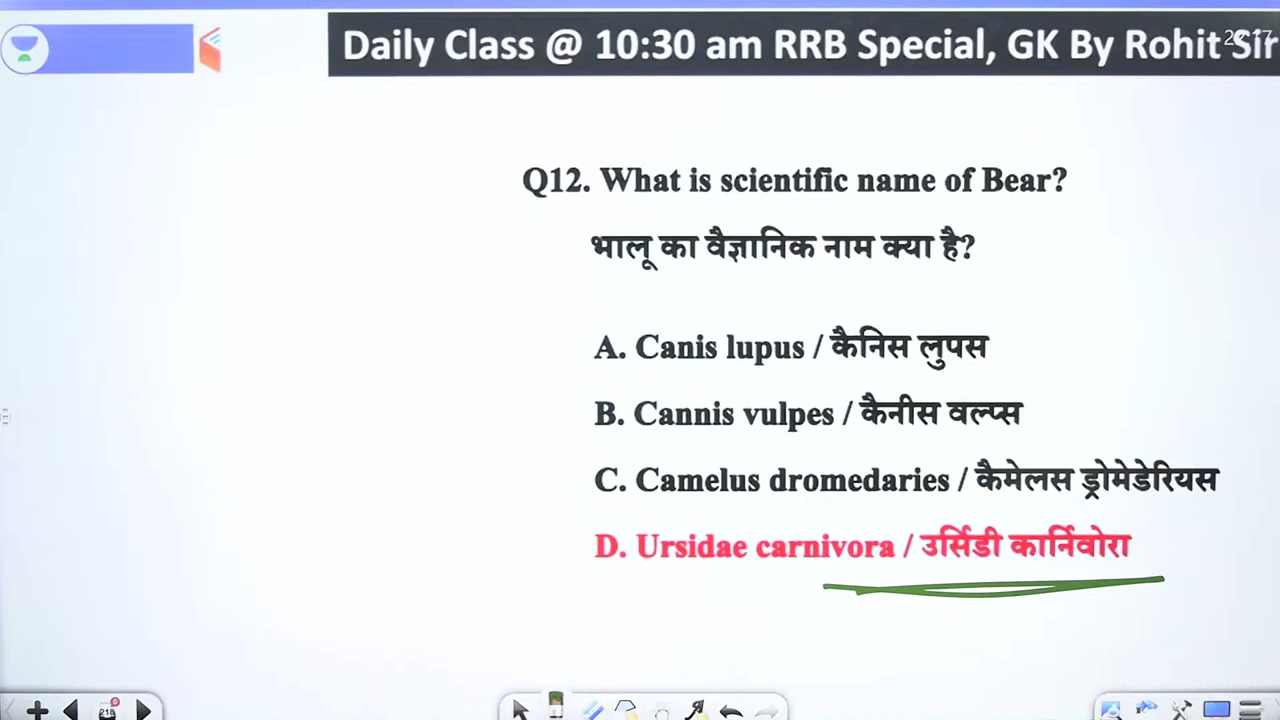 Daily Class @ 10:30 am RRB Special, GK By Rohit Sir
Q12. What is scientific name of Bear?
भालू का वैज्ञानिक नाम क्या है?
A. Canis lupus / कैनिस लुपस
B. Cannis vulpes / कैनीस वल्प्स
C. Camelus dromedaries / कैमेलस ड्रोमेडेरियस
D. Ursidae carnivora / उर्सिडी कार्निवोरा
218